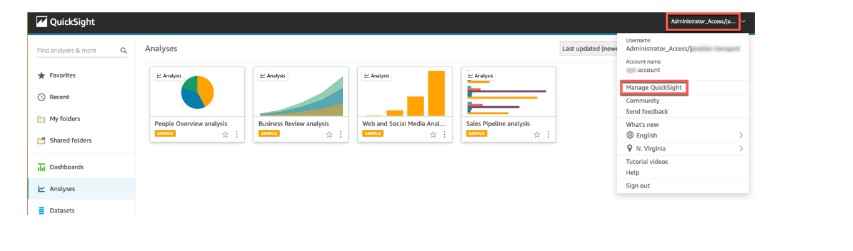 QuickSight
Administrator_Access/ja...
Find analyses & more
Favorites
Recent
My folders
Shared folders
Dashboards
Analyses
Datasets
Analyses
Last updated (newe
Analysis
People Overview analysis
SAMPLE
Analysis
Business Review analysis
SAMPLE
Analysis
Web and Social Media Anal...
SAMPLE
Analysis
Sales Pipeline analysis
SAMPLE
Username
Administrator_Access/
Account name
account
Manage QuickSight
Community
Send feedback
What's new
English
N. Virginia
Tutorial videos
Help
Sign out